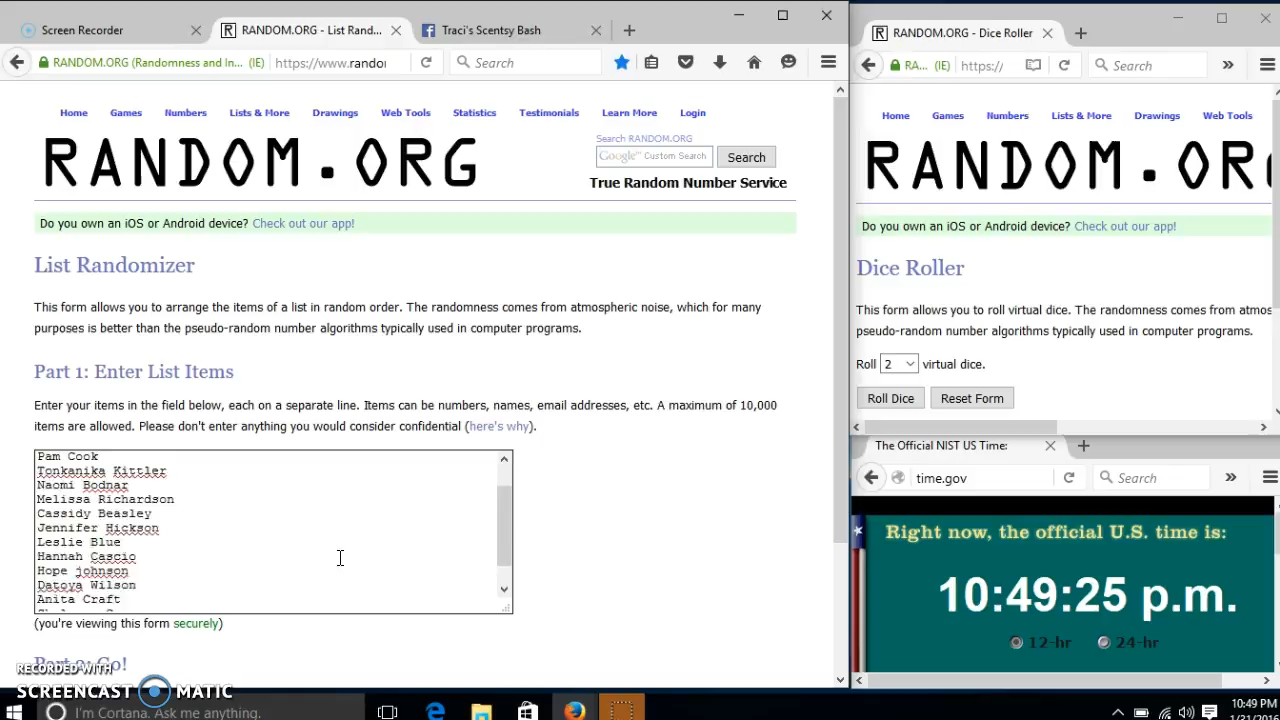 Screen Recorder
RANDOM.ORG - List Rand...
Traci's Scentsy Bash
RANDOM.ORG (Randomness and In... (IE)
https://www.rando
Search
Home Games Numbers Lists & More Drawings Web Tools Statistics Testimonials Learn More Login
RANDOM.ORG
Search RANDOM.ORG
Google™ Custom Search
Search
True Random Number Service
Do you own an iOS or Android device? Check out our app!
List Randomizer
This form allows you to arrange the items of a list in random order. The randomness comes from atmospheric noise, which for many
purposes is better than the pseudo-random number algorithms typically used in computer programs.
Part 1: Enter List Items
Enter your items in the field below, each on a separate line. Items can be numbers, names, email addresses, etc. A maximum of 10,000
items are allowed. Please don't enter anything you would consider confidential (here's why).
Pam Cook
Tonkanika Kittler
Naomi Bodnar
Melissa Richardson
Cassidy Beasley
Jennifer Hickson
Leslie Blue
Hannah Cascio
Hope johnson
Datoya Wilson
Anita Craft
(you're viewing this form securely)
Part 2: Go!
RECORDED WITH
SCREENCAST MATIC
I'm Cortana. Ask me anything.
RANDOM.ORG - Dice Roller
RA... (IE)
https://
Search
Home Games Numbers Lists & More Drawings Web Tools
RANDOM.ORG
Do you own an iOS or Android device? Check out our app!
Dice Roller
This form allows you to roll virtual dice. The randomness comes from atmos
pseudo-random number algorithms typically used in computer programs.
Roll 2 virtual dice.
Roll Dice
Reset Form
The Official NIST US Time:
time.gov
Search
Right now, the official U.S. time is:
10:49:25 p.m.
12-hr 24-hr
10:49 PM